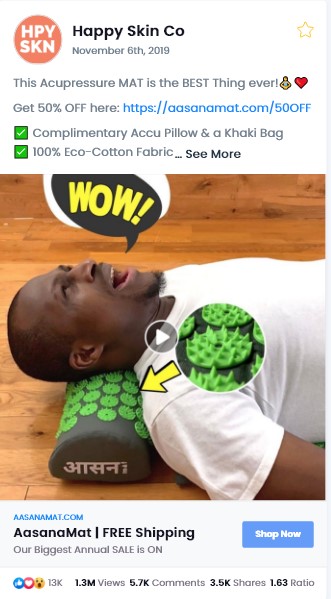 HPY
SKN
Happy Skin Co
November 6th, 2019
This Acupressure MAT is the BEST Thing ever!
Get 50% OFF here: https://aasanamat.com/50OFF
✅ Complimentary Accu Pillow & a Khaki Bag
✅ 100% Eco-Cotton Fabric... See More
WOW!
आसन
AASANAMAT.COM
AasanaMat | FREE Shipping
Our Biggest Annual SALE is ON
Shop Now
13K 1.3M Views 5.7K Comments 3.5K Shares 1.63 Ratio